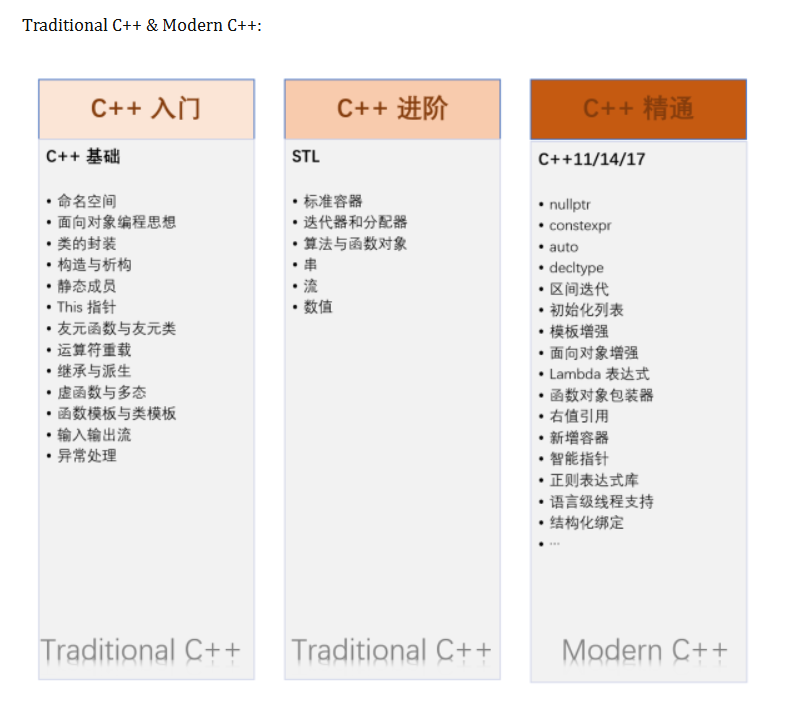 Traditional C++ & Modern C++:
C++ 入门
C++ 基础
• 命名空间
• 面向对象编程思想
• 类的封装
• 构造与析构
• 静态成员
• This 指针
• 友元函数与友元类
• 运算符重载
• 继承与派生
• 虚函数与多态
• 函数模板与类模板
• 输入输出流
• 异常处理
Traditional C++
C++ 进阶
STL
• 标准容器
• 迭代器和分配器
• 算法与函数对象
• 串
• 流
• 数值
Traditional C++
C++ 精通
C++11/14/17
• nullptr
• constexpr
• auto
• decltype
• 区间迭代
• 初始化列表
• 模板增强
• 面向对象增强
• Lambda 表达式
• 函数对象包装器
• 右值引用
• 新增容器
• 智能指针
• 正则表达式库
• 语言级线程支持
• 结构化绑定
• ...
Modern C++